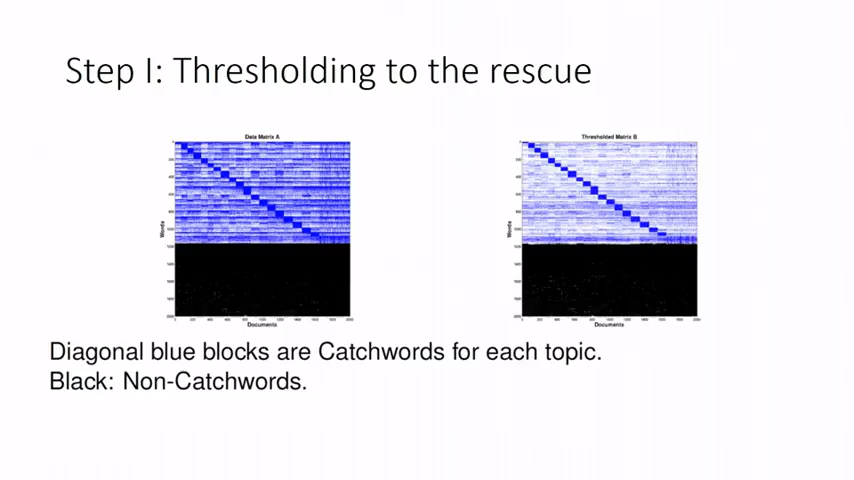 Step I: Thresholding to the rescue
Data Matrix A
Thresholded Matrix B
Words
Documents
Words
Documents
Diagonal blue blocks are Catchwords for each topic.
Black: Non-Catchwords.